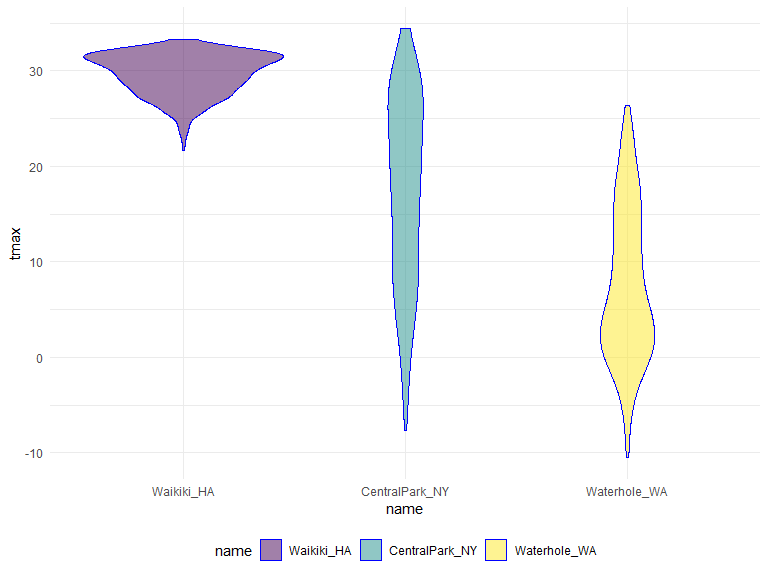 tmax
30
20
10
0
-10
Waikiki_HA CentralPark_NY Waterhole_WA
name
name Waikiki_HA CentralPark_NY Waterhole_WA